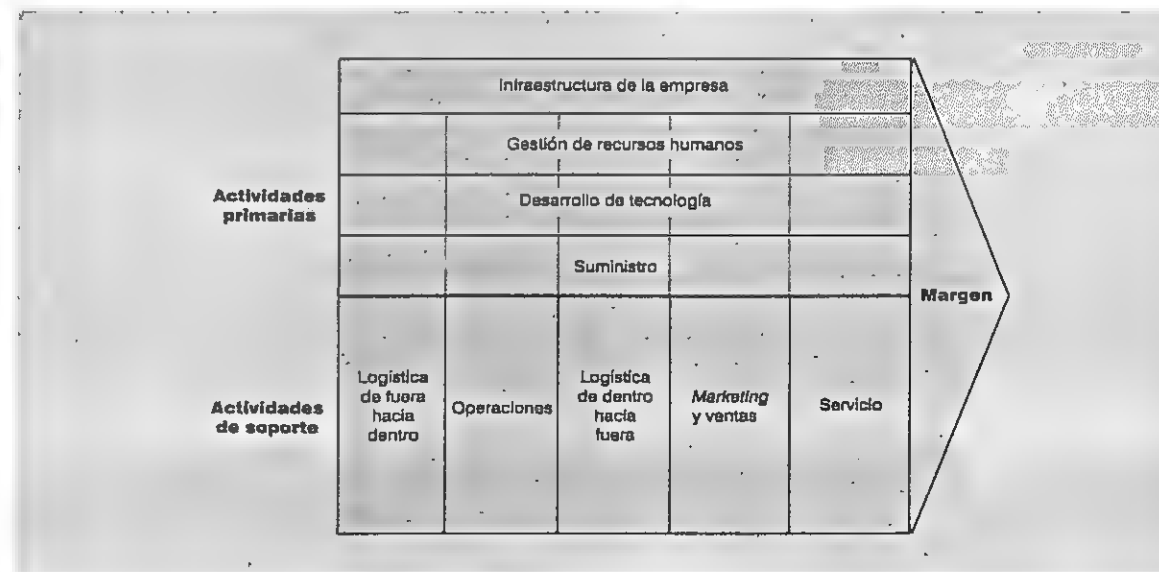 Infraestructura de la empresa
Gestión de recursos humanos
Actividades
primarias
Desarrollo de tecnología
Suministro
Margen
Actividades
de soporte
Logística
de fuera
hacia
dentro
Operaciones
Logística
de dentro
hacia
fuera
Marketing
y ventas
Servicio